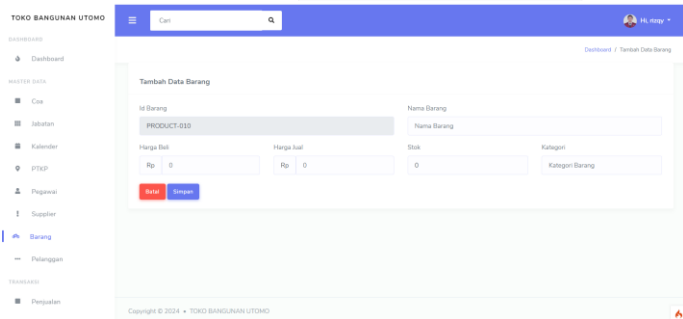 TOKO BANGUNAN UTOMO
Cari
Hi, rizqy
DASHBOARD
Dashboard
Dashboard / Tambah Data Barang
MASTER DATA
Coa
Jabatan
Kalender
PTKP
Pegawai
Supplier
Barang
Pelanggan
TRANSAKSI
Penjualan
Tambah Data Barang
Id Barang
Nama Barang
PRODUCT-010
Nama Barang
Harga Beli
Harga Jual
Stok
Kategori
Rp 0
Rp 0
0
Kategori Barang
Batal Simpan
Copyright © 2024 • TOKO BANGUNAN UTOMO